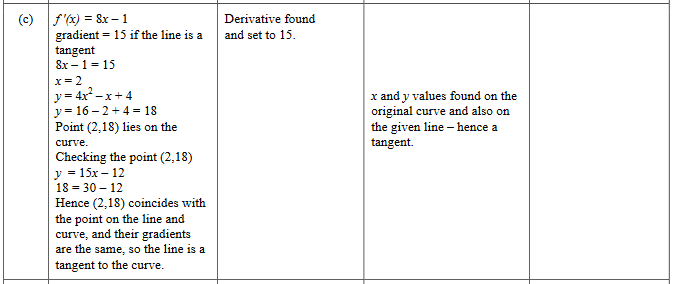 (c)
f '(x) = 8x – 1
gradient = 15 if the line is a
tangent
8x – 1 = 15
x = 2
y = 4x² – x + 4
y = 16 – 2 + 4 = 18
Point (2,18) lies on the
curve.
Checking the point (2,18)
y = 15x – 12
18 = 30 – 12
Hence (2,18) coincides with
the point on the line and
curve, and their gradients
are the same, so the line is a
tangent to the curve.
Derivative found
and set to 15.
x and y values found on the
original curve and also on
the given line – hence a
tangent.